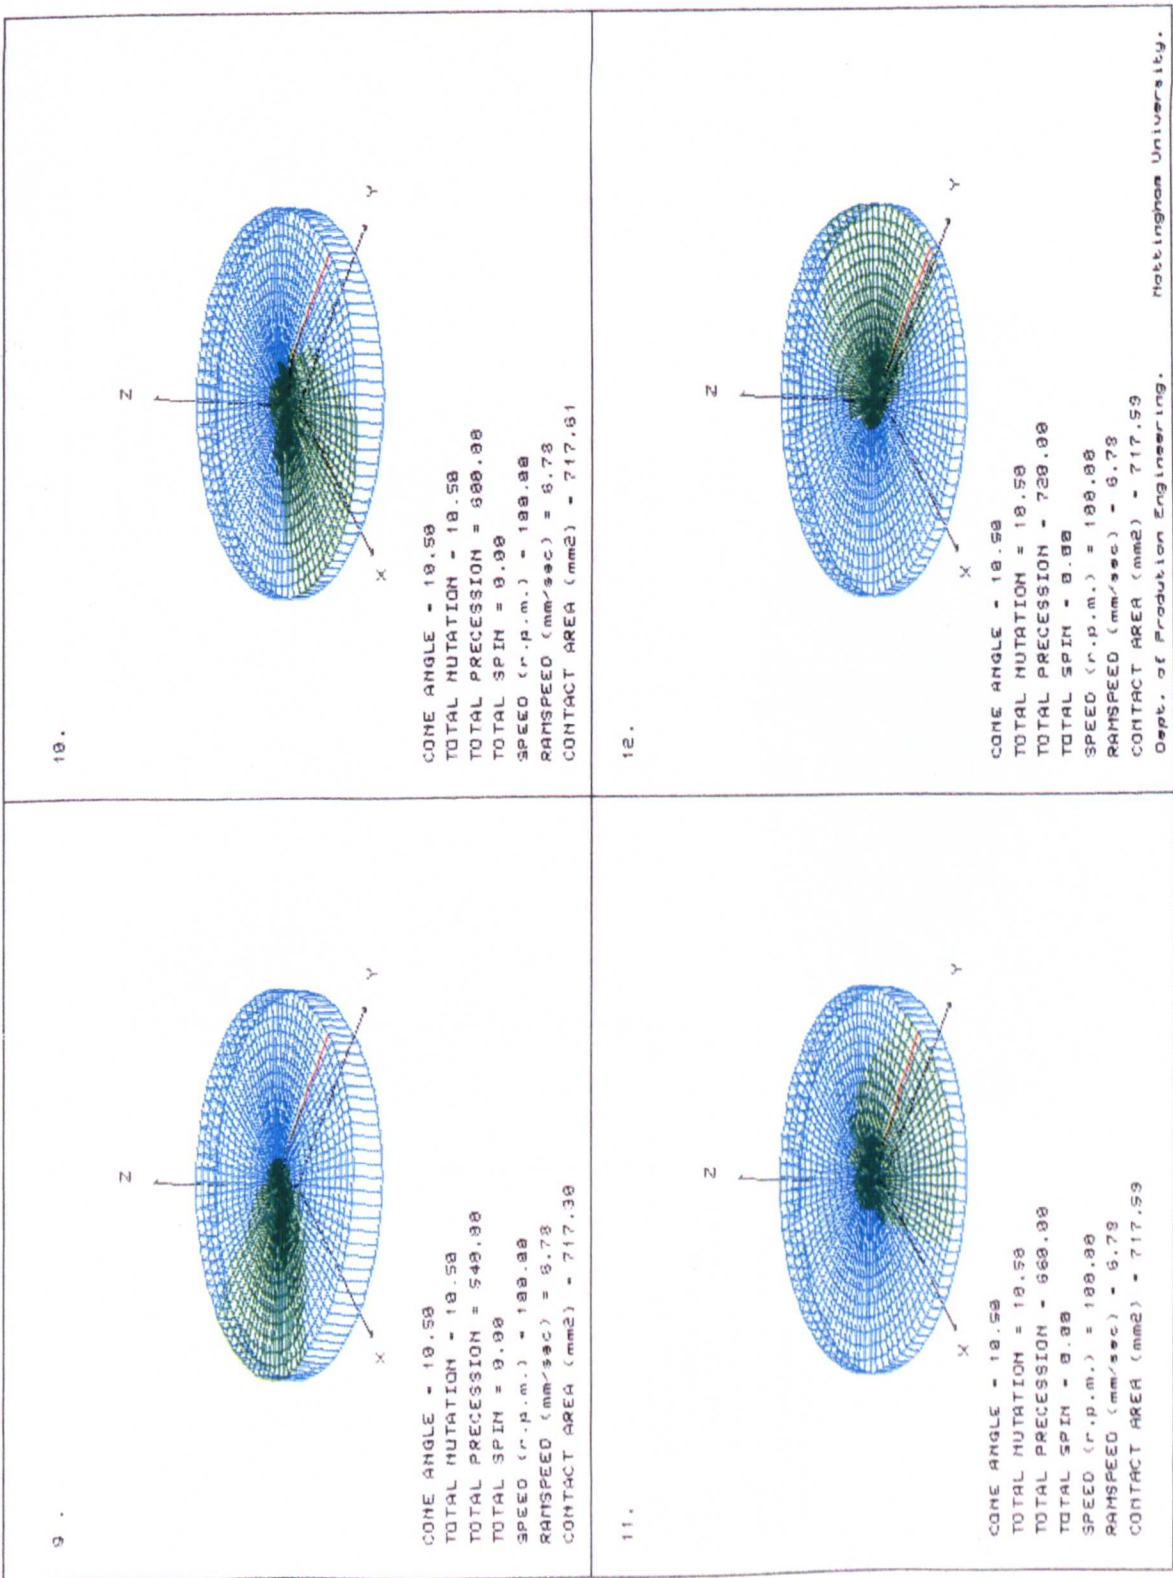 9.
Z
X
Y
CONE ANGLE = 10.50
TOTAL NUTATION = 10.50
TOTAL PRECESSION = 540.00
TOTAL SPIN = 0.00
SPEED (r.p.m.) = 100.00
RAMSPEED (mm/sec) = 6.78
CONTACT AREA (mm2) = 717.30
10.
Z
X
Y
CONE ANGLE = 10.50
TOTAL NUTATION = 10.50
TOTAL PRECESSION = 600.00
TOTAL SPIN = 0.00
SPEED (r.p.m.) = 100.00
RAMSPEED (mm/sec) = 6.78
CONTACT AREA (mm2) = 717.61
11.
Z
X
Y
CONE ANGLE = 10.50
TOTAL NUTATION = 10.50
TOTAL PRECESSION = 660.00
TOTAL SPIN = 0.00
SPEED (r.p.m.) = 100.00
RAMSPEED (mm/sec) = 6.78
CONTACT AREA (mm2) = 717.59
12.
Z
X
Y
CONE ANGLE = 10.50
TOTAL NUTATION = 10.50
TOTAL PRECESSION = 720.00
TOTAL SPIN = 0.00
SPEED (r.p.m.) = 100.00
RAMSPEED (mm/sec) = 6.78
CONTACT AREA (mm2) = 717.59
Dept. of Prodution Engineering. Nottingham University.